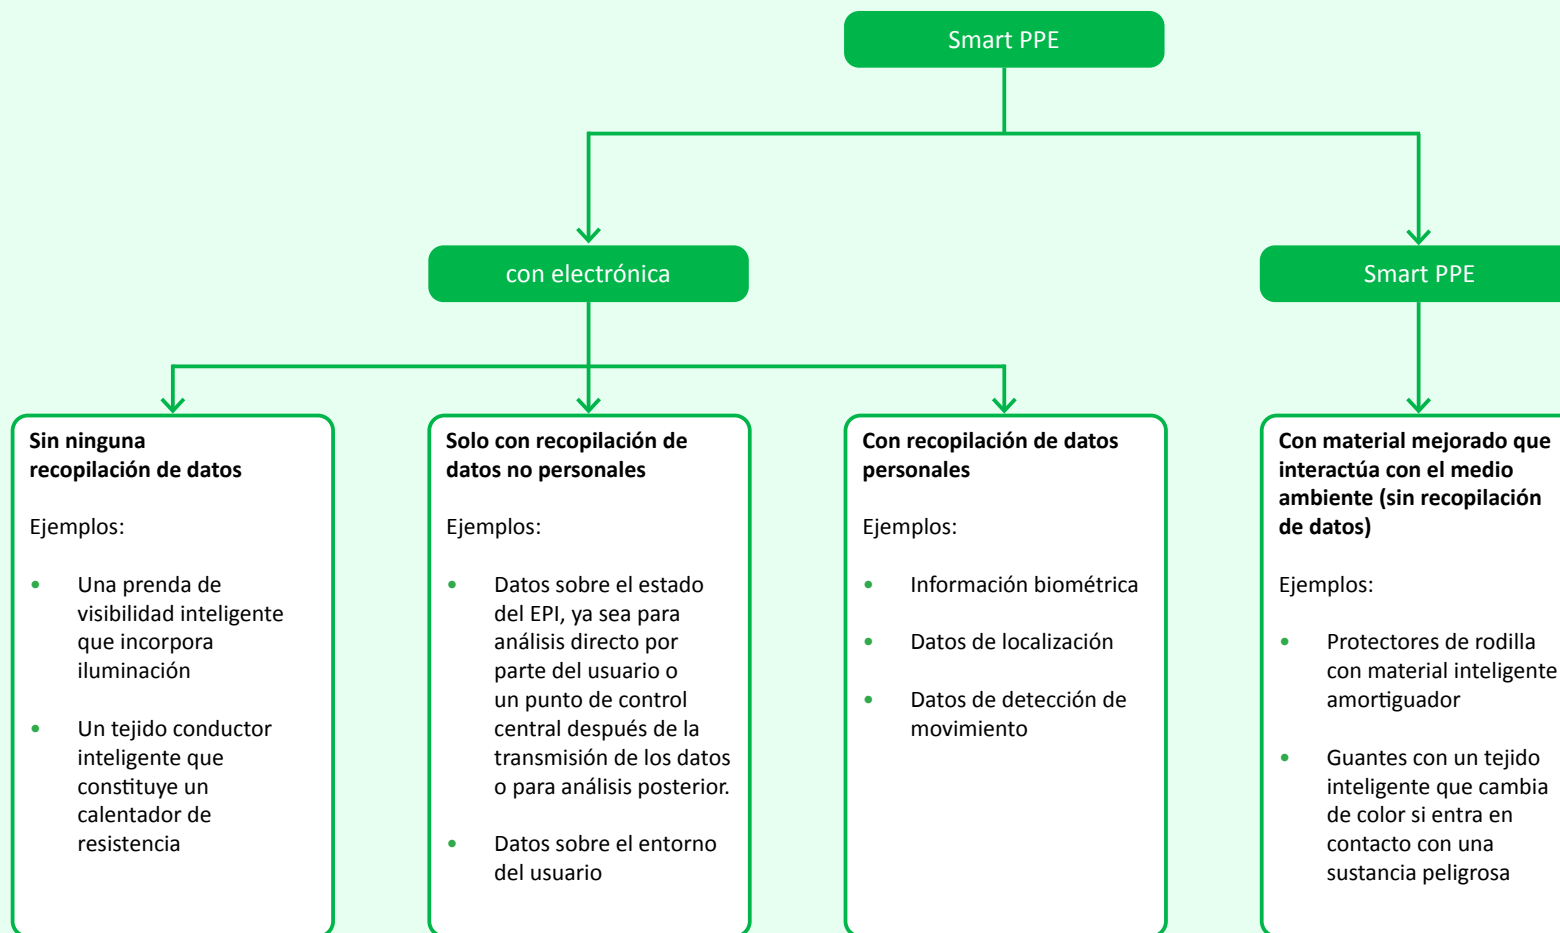 Smart PPE
con electrónica
Smart PPE
Sin ninguna
recopilación de datos
Ejemplos:
• Una prenda de
visibilidad inteligente
que incorpora
iluminación
• Un tejido conductor
inteligente que
constituye un
calentador de
resistencia
Solo con recopilación de
datos no personales
Ejemplos:
• Datos sobre el estado
del EPI, ya sea para
análisis directo por
parte del usuario o
un punto de control
central después de la
transmisión de los datos
o para análisis posterior.
• Datos sobre el entorno
del usuario
Con recopilación de datos
personales
Ejemplos:
• Información biométrica
• Datos de localización
• Datos de detección de
movimiento
Con material mejorado que
interactúa con el medio
ambiente (sin recopilación
de datos)
Ejemplos:
• Protectores de rodilla
con material inteligente
amortiguador
• Guantes con un tejido
inteligente que cambia
de color si entra en
contacto con una
sustancia peligrosa